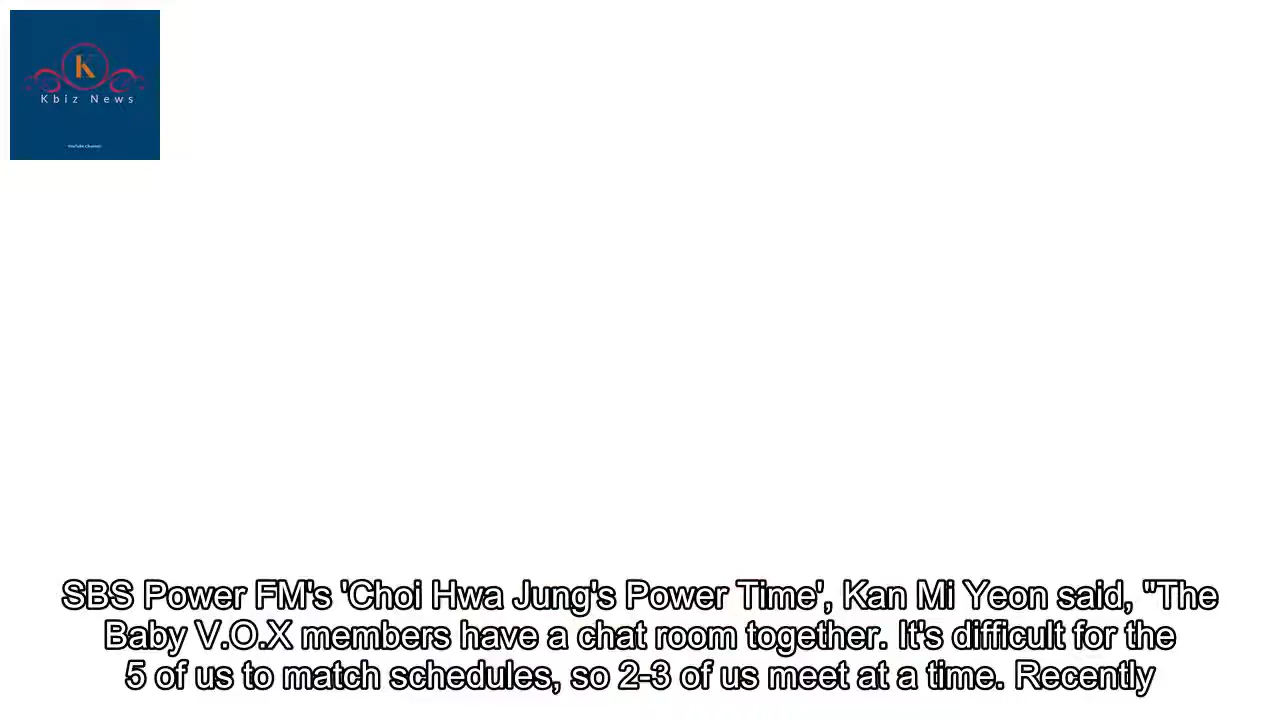 K
Kbiz News
YouTube Channel
SBS Power FM's 'Choi Hwa Jung's Power Time', Kan Mi Yeon said, "The
Baby V.O.X members have a chat room together. It's difficult for the
5 of us to match schedules, so 2-3 of us meet at a time. Recently